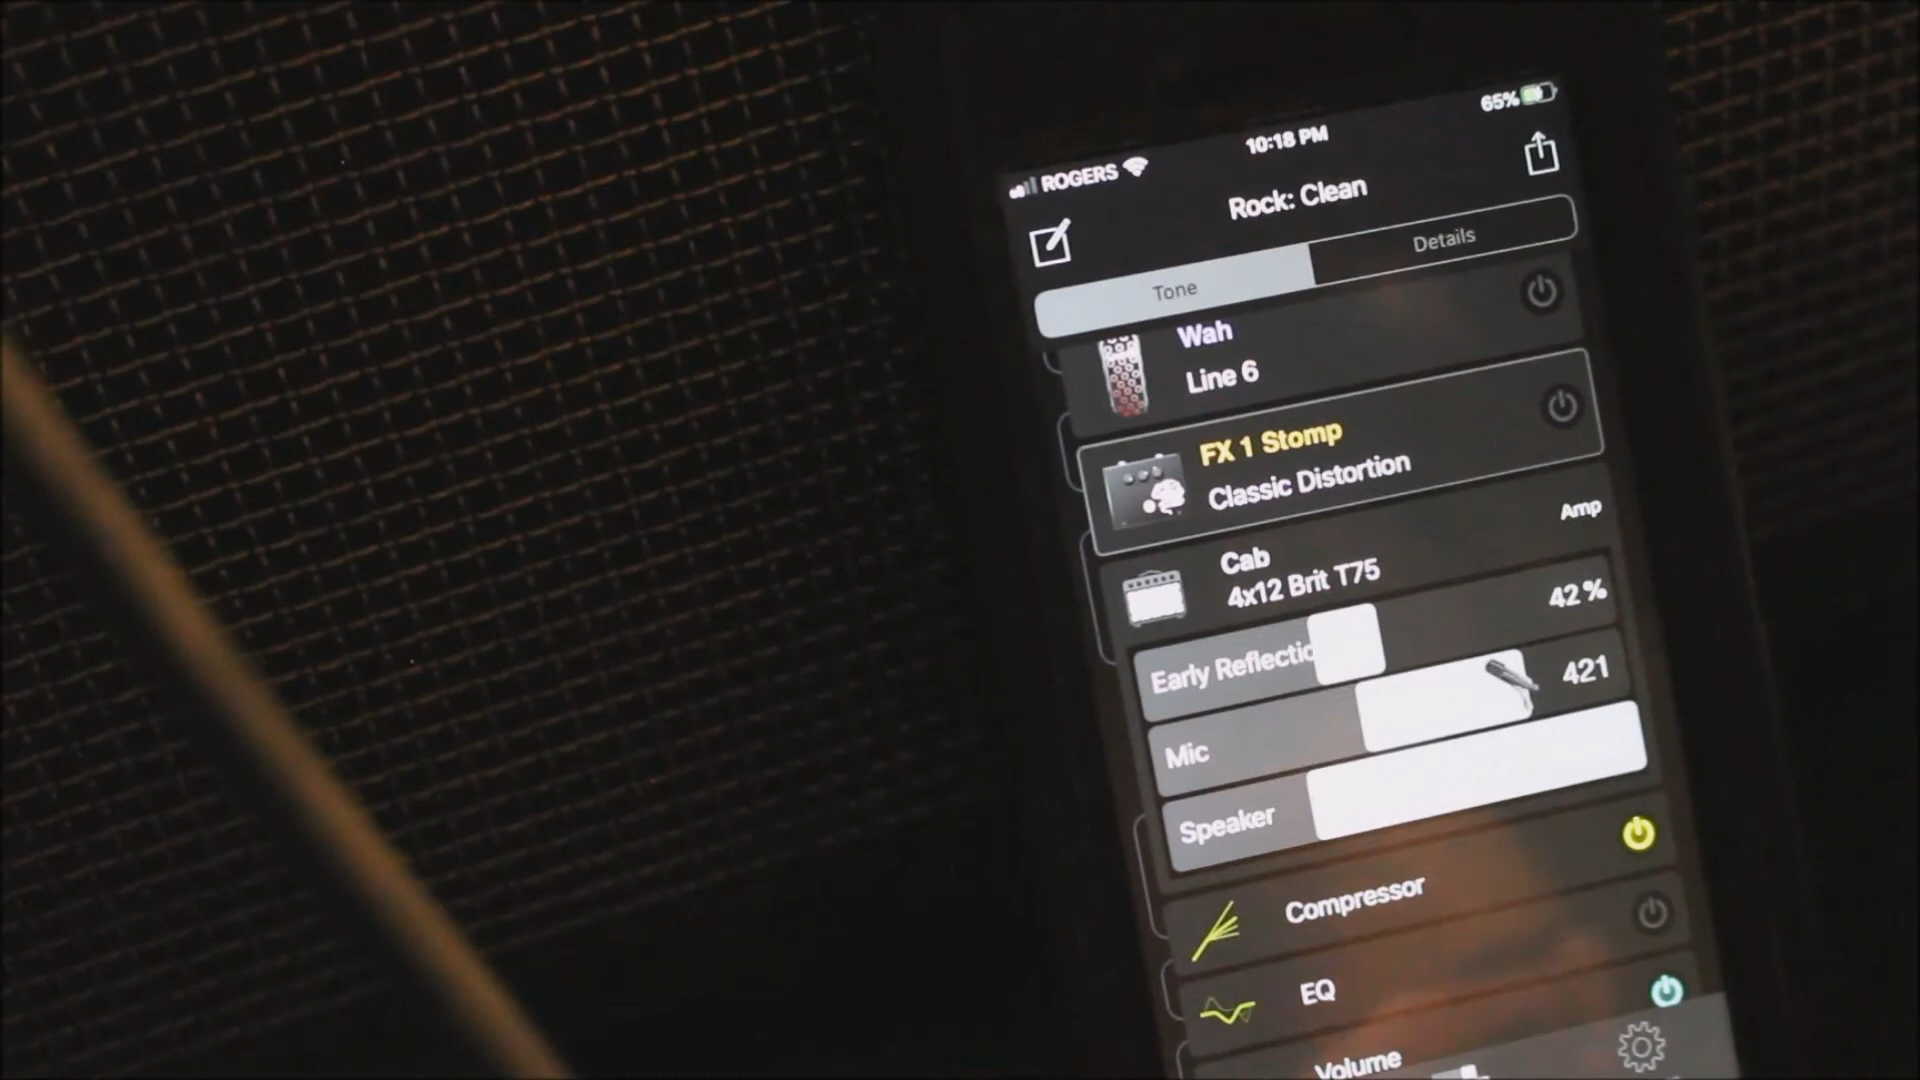 65%
10:18 PM
ROGERS
Rock: Clean
Tone
Details
Wah
Line 6
FX 1 Stomp
Classic Distortion
Amp
Cab
4x12 Brit T75
42%
Early Reflectio
421
Mic
Speaker
Compressor
EQ
Volume